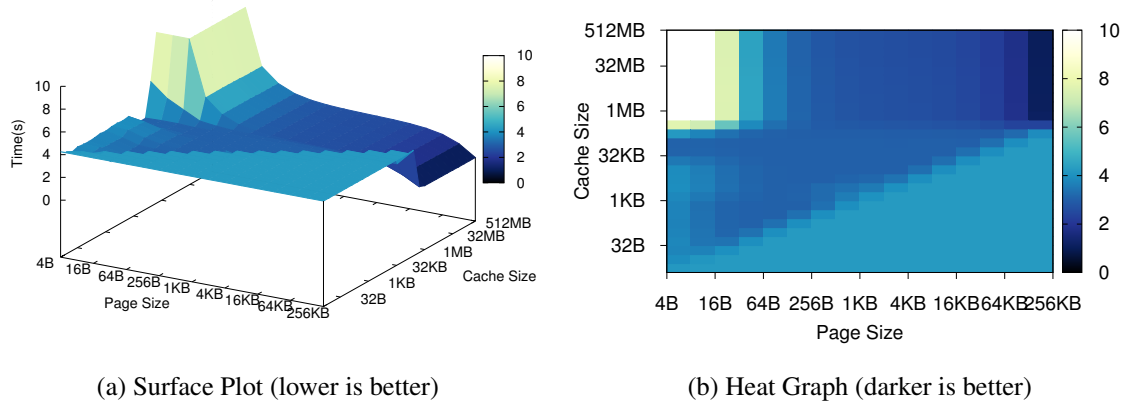 10
8
6
4
2
0
Time(s)
10
8
6
4
2
0
4B
16B
64B
256B
1KB
4KB
16KB
64KB
256KB
Page Size
32B
1KB
32KB
1MB
32MB
512MB
Cache Size
(a) Surface Plot (lower is better)
512MB
32MB
1MB
32KB
1KB
32B
Cache Size
4B 16B 64B 256B 1KB 4KB 16KB 64KB 256KB
Page Size
10
8
6
4
2
0
(b) Heat Graph (darker is better)